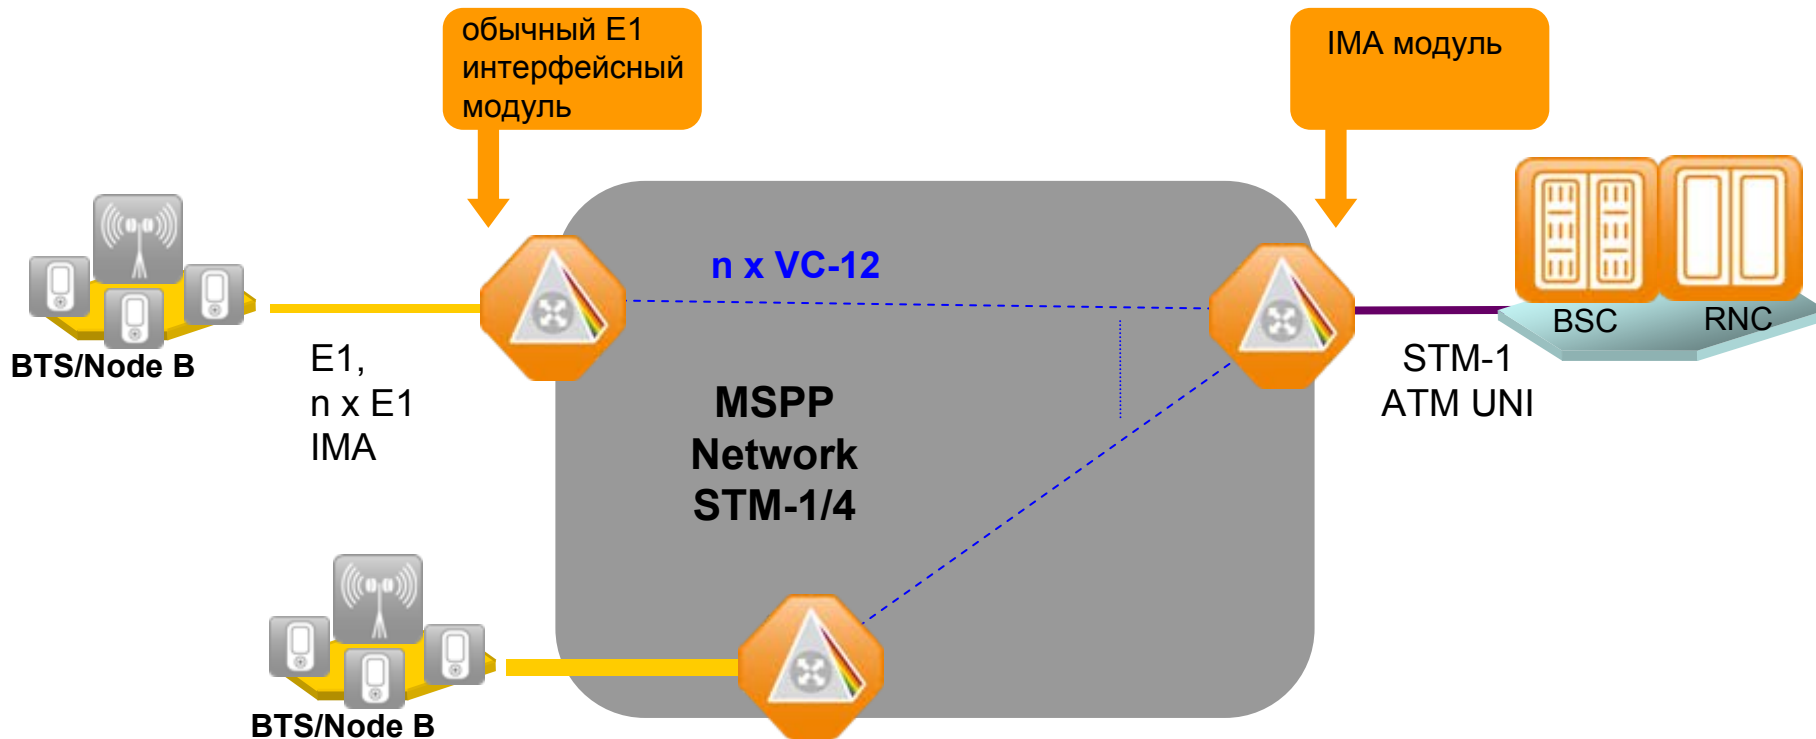 обычный E1
интерфейсный
модуль
IMA модуль
n x VC-12
BTS/Node B
E1,
n x E1
IMA
MSPP
Network
STM-1/4
BSC
RNC
STM-1
ATM UNI
BTS/Node B